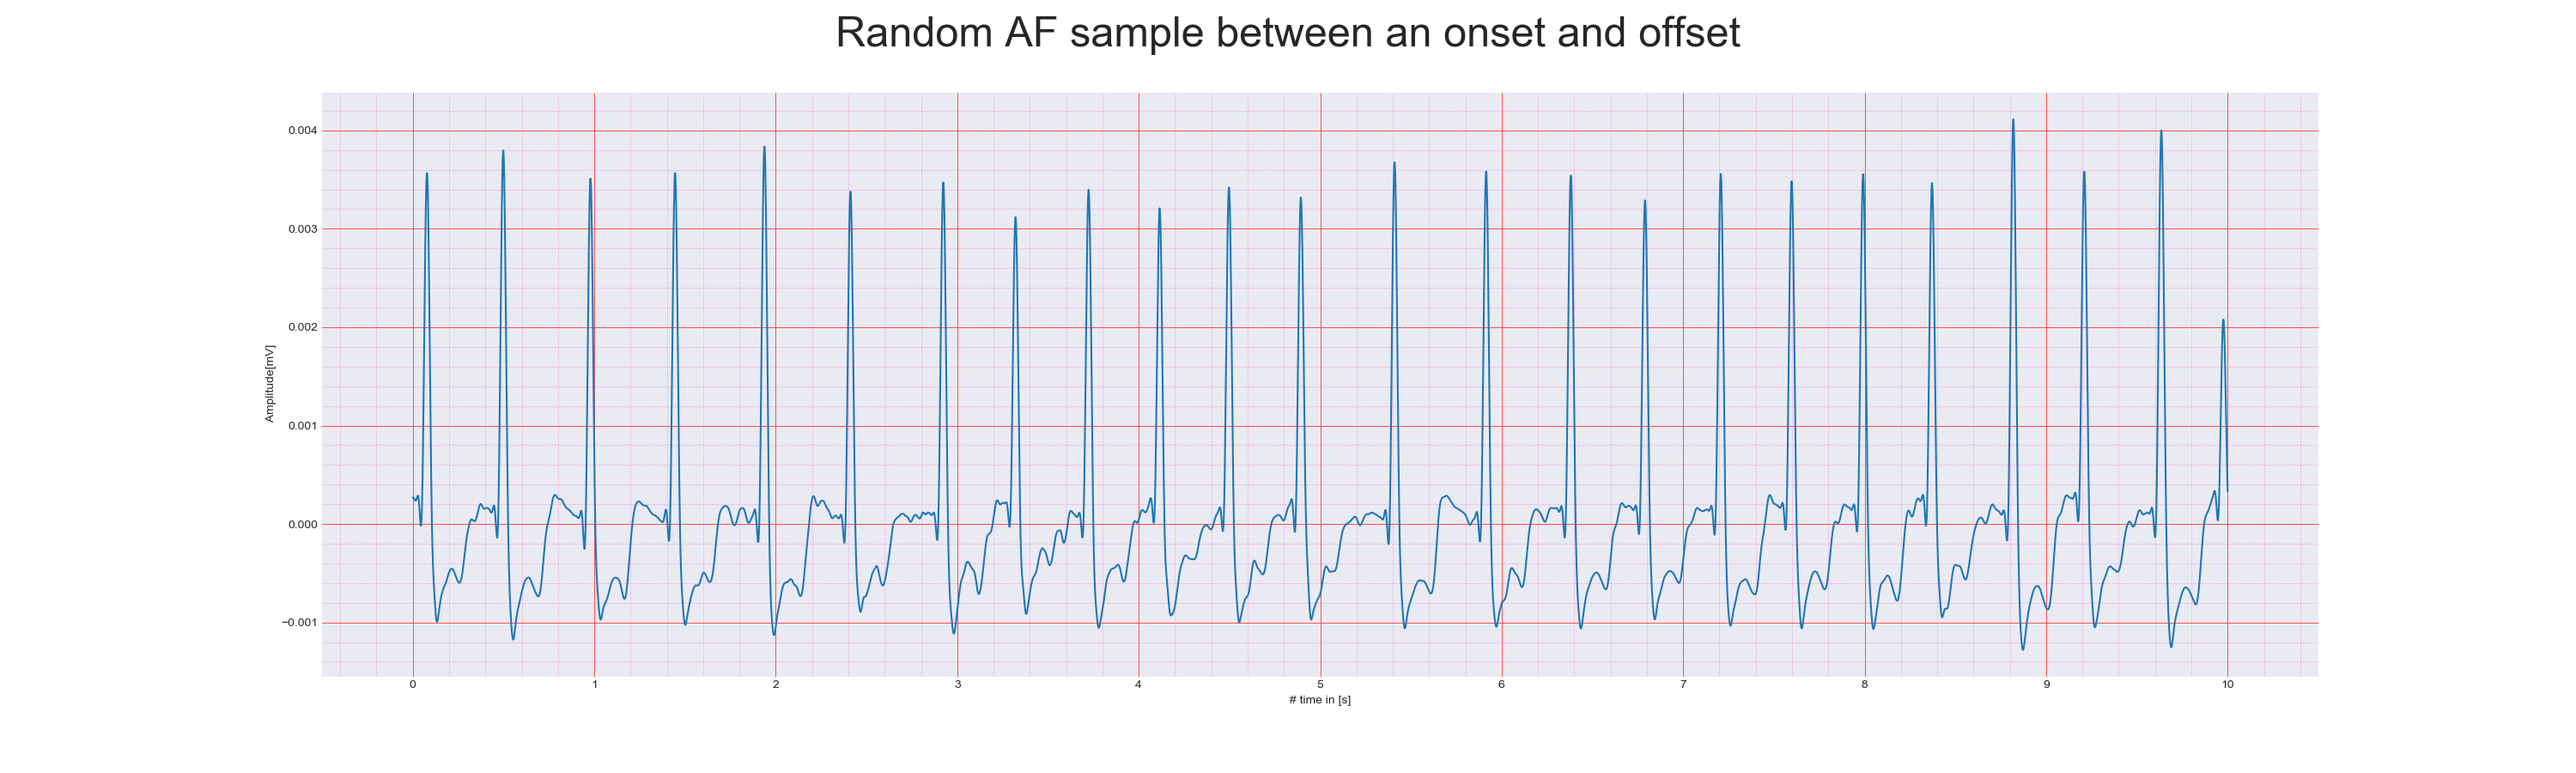 Random AF sample between an onset and offset
0.004
0.003
0.002
0.001
0.000
−0.001
Amplitude[mV]
0 1 2 3 4 5 6 7 8 9 10
# time in [s]